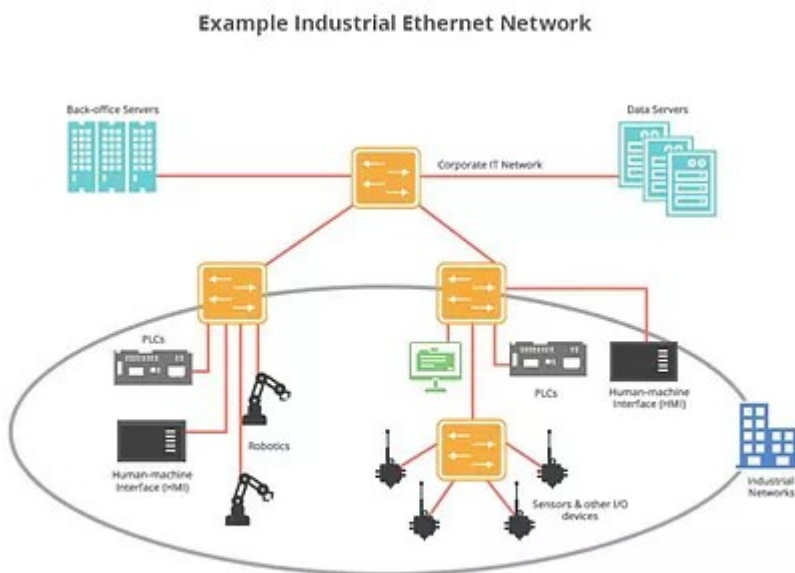 Example Industrial Ethernet Network
Back-office Servers
Data Servers
Corporate IT Network
PLCs
Human-machine
Interface (HMI)
Robotics
PLCs
Human-machine
Interface (HMI)
Sensors & other I/O
devices
Industrial
Networks